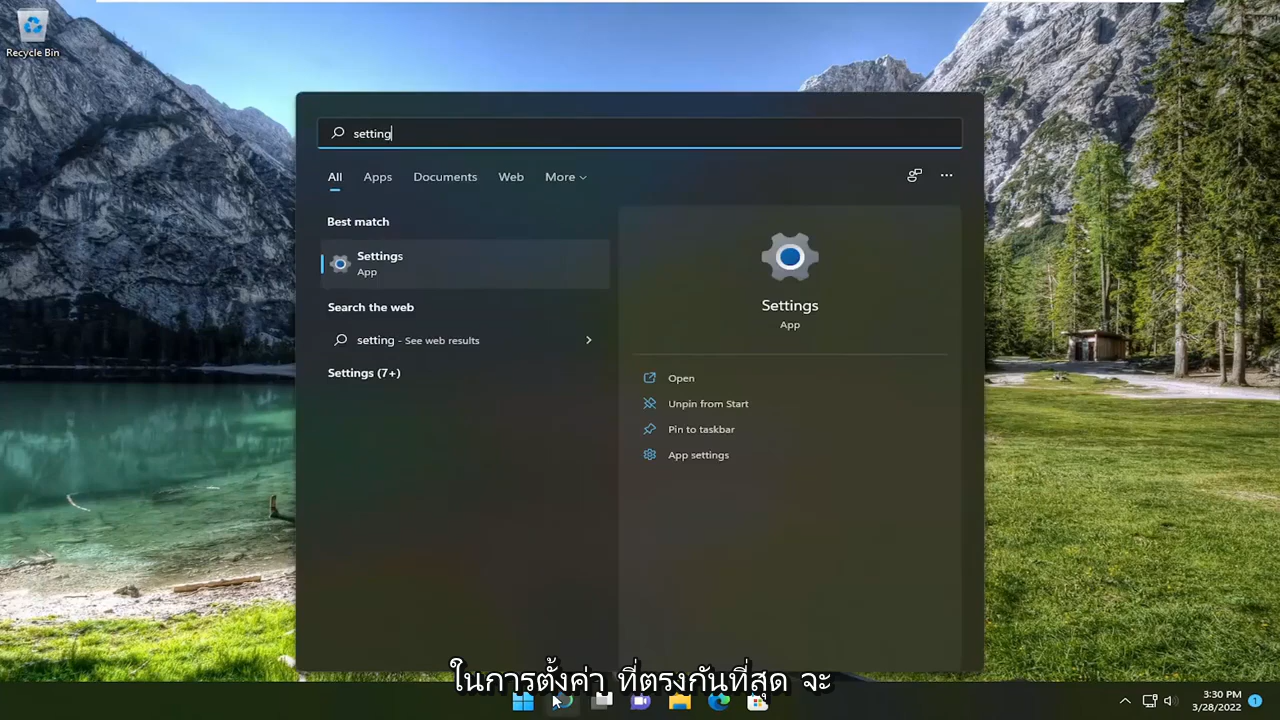 Recycle Bin
setting
All Apps Documents Web More
Best match
Settings
App
Search the web
setting - See web results
Settings (7+)
Settings
App
Open
Unpin from Start
Pin to taskbar
App settings
ในการตั้งค่า ที่ตรงกันที่สุด จะ
3:30 PM
3/28/2022
1